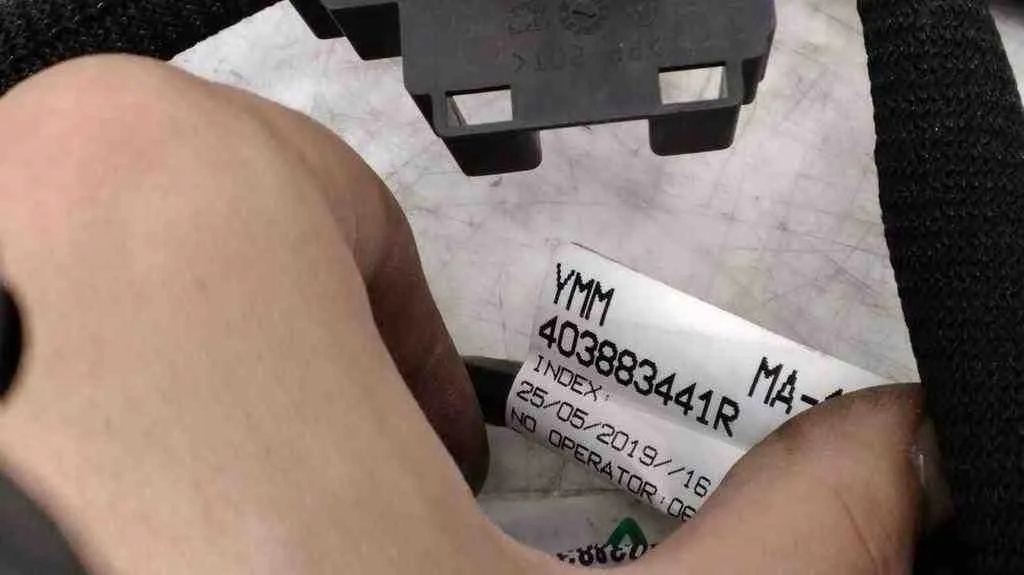 YMM
403883441R MA-
INDEX:
25/05/2019//16
NO OPERATOR:06